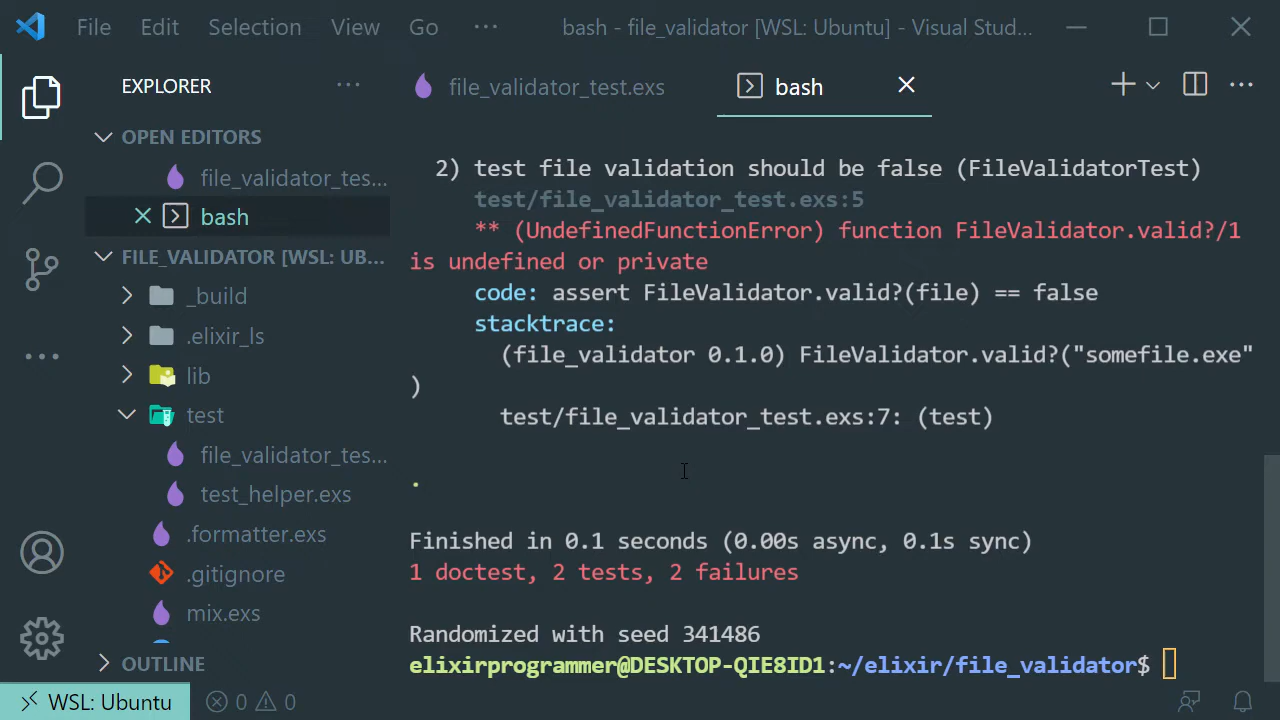 File Edit Selection View Go ··· bash - file_validator [WSL: Ubuntu] - Visual Stud...
EXPLORER ···
file_validator_test.exs
bash
OPEN EDITORS
file_validator_tes...
bash
FILE_VALIDATOR [WSL: UB...
_build
.elixir_ls
lib
test
file_validator_tes...
test_helper.exs
.formatter.exs
.gitignore
mix.exs
OUTLINE
2) test file validation should be false (FileValidatorTest)
test/file_validator_test.exs:5
** (UndefinedFunctionError) function FileValidator.valid?/1
is undefined or private
code: assert FileValidator.valid?(file) == false
stacktrace:
(file_validator 0.1.0) FileValidator.valid?("somefile.exe"
)
test/file_validator_test.exs:7: (test)
.
Finished in 0.1 seconds (0.00s async, 0.1s sync)
1 doctest, 2 tests, 2 failures
Randomized with seed 341486
elixirprogrammer@DESKTOP-QIE8ID1:~/elixir/file_validator$
WSL: Ubuntu 0 0